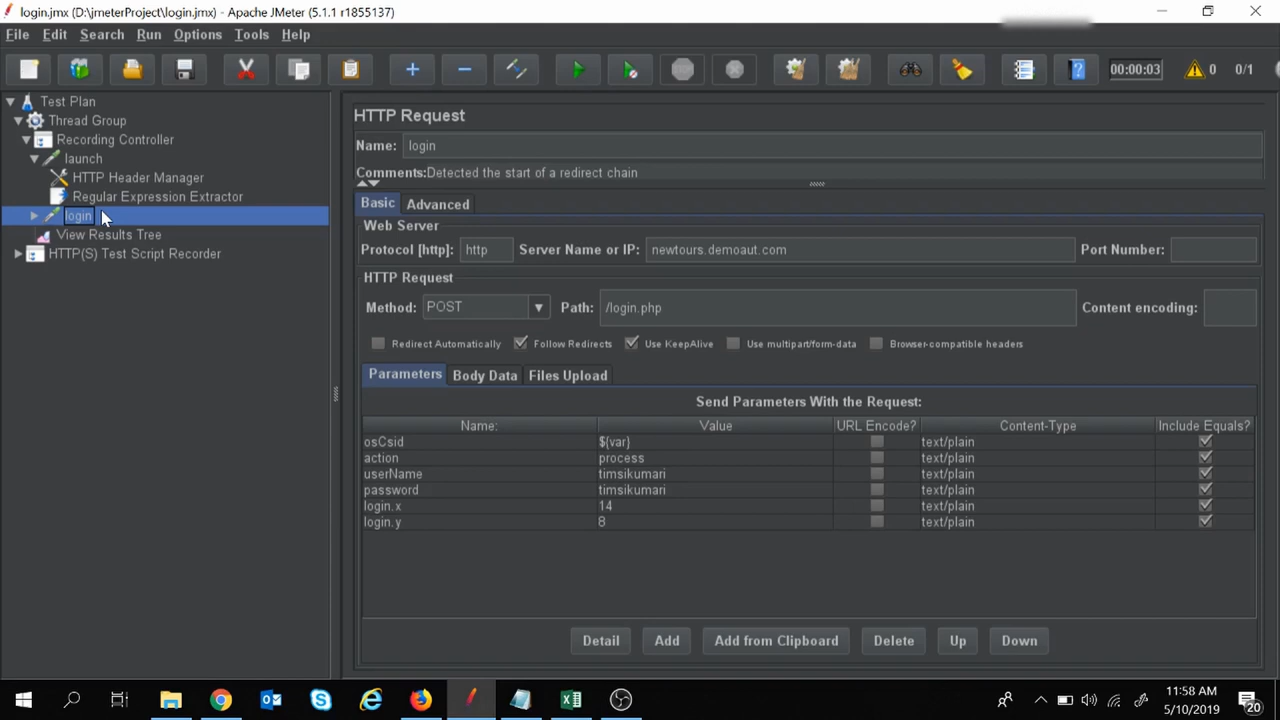 login.jmx (D:\jmeterProject\login.jmx) - Apache JMeter (5.1.1 r1855137)
File Edit Search Run Options Tools Help
00:00:03 0 0/1
Test Plan
Thread Group
Recording Controller
launch
HTTP Header Manager
Regular Expression Extractor
login
View Results Tree
HTTP(S) Test Script Recorder
HTTP Request
Name: login
Comments: Detected the start of a redirect chain
Basic Advanced
Web Server
Protocol [http]: http Server Name or IP: newtours.demoaut.com Port Number:
HTTP Request
Method: POST Path: /login.php Content encoding:
Redirect Automatically Follow Redirects Use KeepAlive Use multipart/form-data Browser-compatible headers
Parameters Body Data Files Upload
Send Parameters With the Request:
Name: Value URL Encode? Content-Type Include Equals?
osCsid ${var} text/plain
action process text/plain
userName timsikumari text/plain
password timsikumari text/plain
login.x 14 text/plain
login.y 8 text/plain
Detail Add Add from Clipboard Delete Up Down
11:58 AM
5/10/2019
20